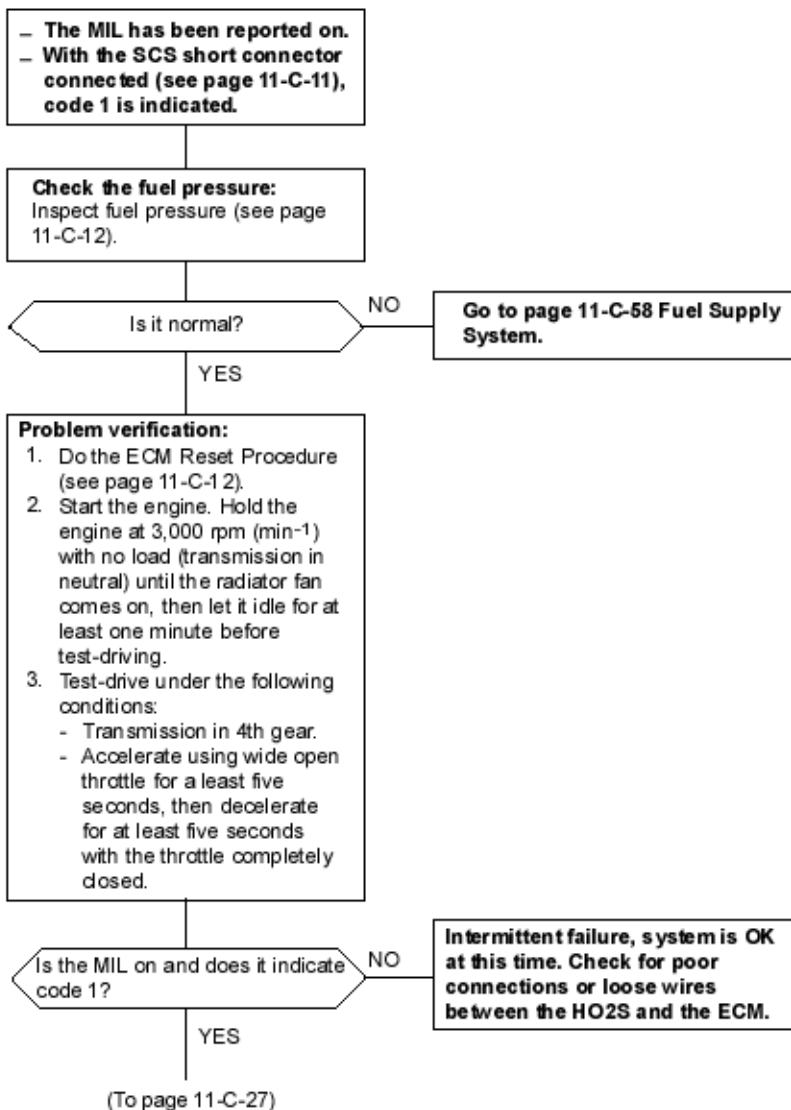 – The MIL has been reported on.
– With the SCS short connector
connected (see page 11-C-11),
code 1 is indicated.
Check the fuel pressure:
Inspect fuel pressure (see page
11-C-12).
Is it normal?
NO
Go to page 11-C-58 Fuel Supply
System.
YES
Problem verification:
1. Do the ECM Reset Procedure
(see page 11-C-12).
2. Start the engine. Hold the
engine at 3,000 rpm (min-1)
with no load (transmission in
neutral) until the radiator fan
comes on, then let it idle for at
least one minute before
test-driving.
3. Test-drive under the following
conditions:
- Transmission in 4th gear.
- Accelerate using wide open
throttle for a least five
seconds, then decelerate
for at least five seconds
with the throttle completely
closed.
Is the MIL on and does it indicate
code 1?
NO
Intermittent failure, system is OK
at this time. Check for poor
connections or loose wires
between the HO2S and the ECM.
YES
(To page 11-C-27)